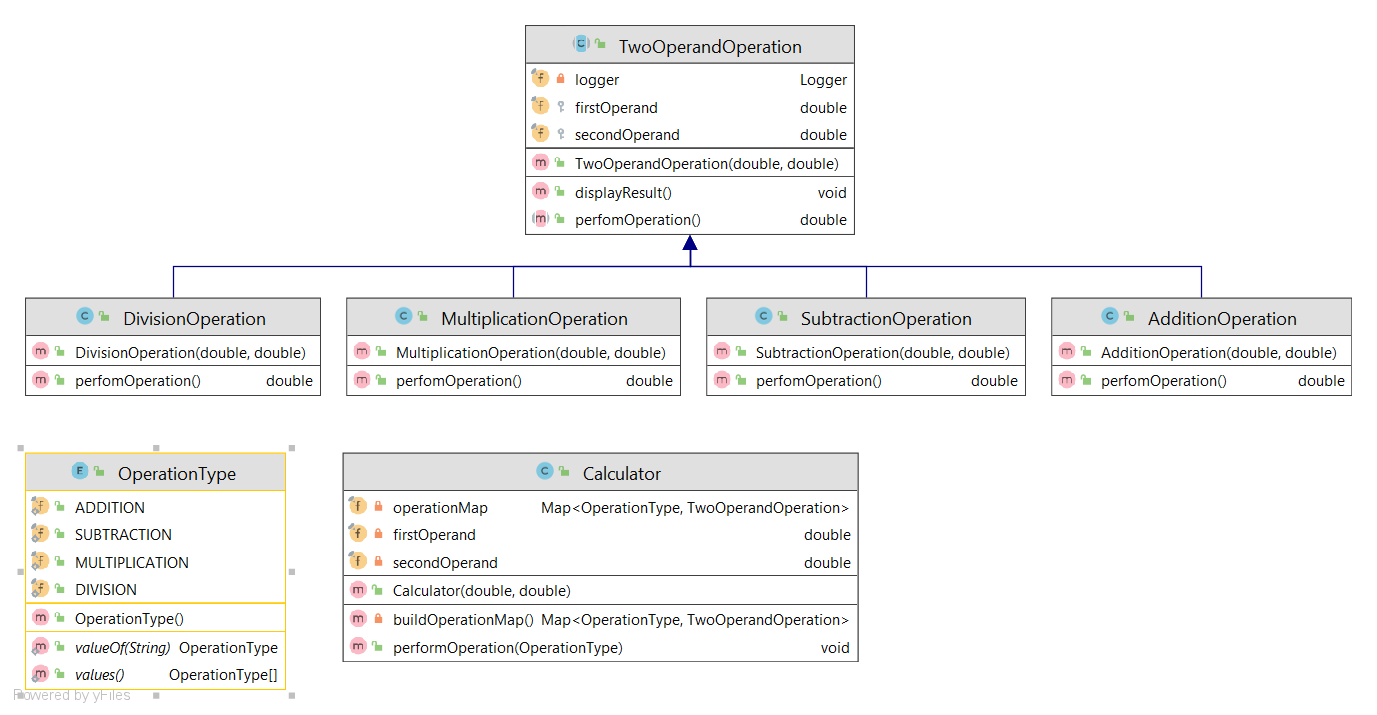 TwoOperandOperation
logger Logger
firstOperand double
secondOperand double
TwoOperandOperation(double, double)
displayResult() void
perfomOperation() double
DivisionOperation
DivisionOperation(double, double)
perfomOperation() double
MultiplicationOperation
MultiplicationOperation(double, double)
perfomOperation() double
SubtractionOperation
SubtractionOperation(double, double)
perfomOperation() double
AdditionOperation
AdditionOperation(double, double)
perfomOperation() double
OperationType
ADDITION
SUBTRACTION
MULTIPLICATION
DIVISION
OperationType()
valueOf(String) OperationType
values() OperationType[]
Calculator
operationMap Map<OperationType, TwoOperandOperation>
firstOperand double
secondOperand double
Calculator(double, double)
buildOperationMap() Map<OperationType, TwoOperandOperation>
performOperation(OperationType) void
Powered by yFiles